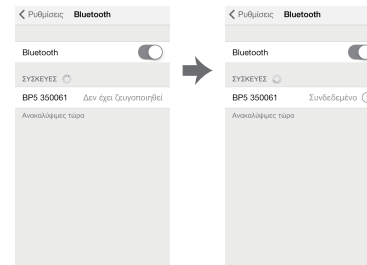 Ρυθμίσεις Bluetooth
Bluetooth
ΣΥΣΚΕΥΕΣ
BP5 350061 Δεν έχει ζευγοποιηθεί
Ανακαλύψιμες τώρα
Ρυθμίσεις Bluetooth
Bluetooth
ΣΥΣΚΕΥΕΣ
BP5 350061 Συνδεδεμένο
Ανακαλύψιμες τώρα